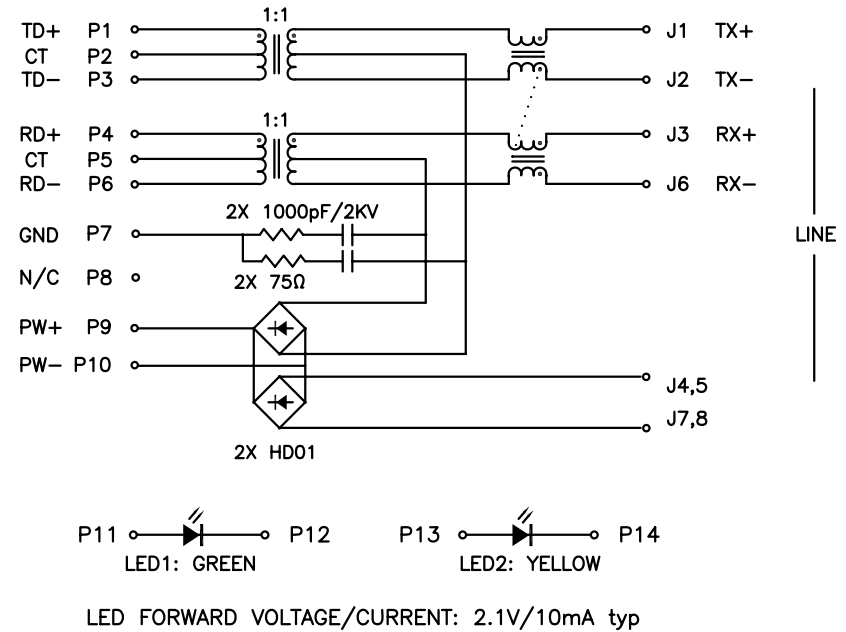 1:1
TD+ P1 J1 TX+
CT P2
TD- P3 J2 TX-
1:1
RD+ P4 J3 RX+
CT P5
RD- P6 J6 RX-
2X 1000pF/2KV
GND P7 LINE
N/C P8
2X 75Ω
PW+ P9
PW- P10
J4,5
J7,8
2X HD01
P11 P12 P13 P14
LED1: GREEN LED2: YELLOW
LED FORWARD VOLTAGE/CURRENT: 2.1V/10mA typ